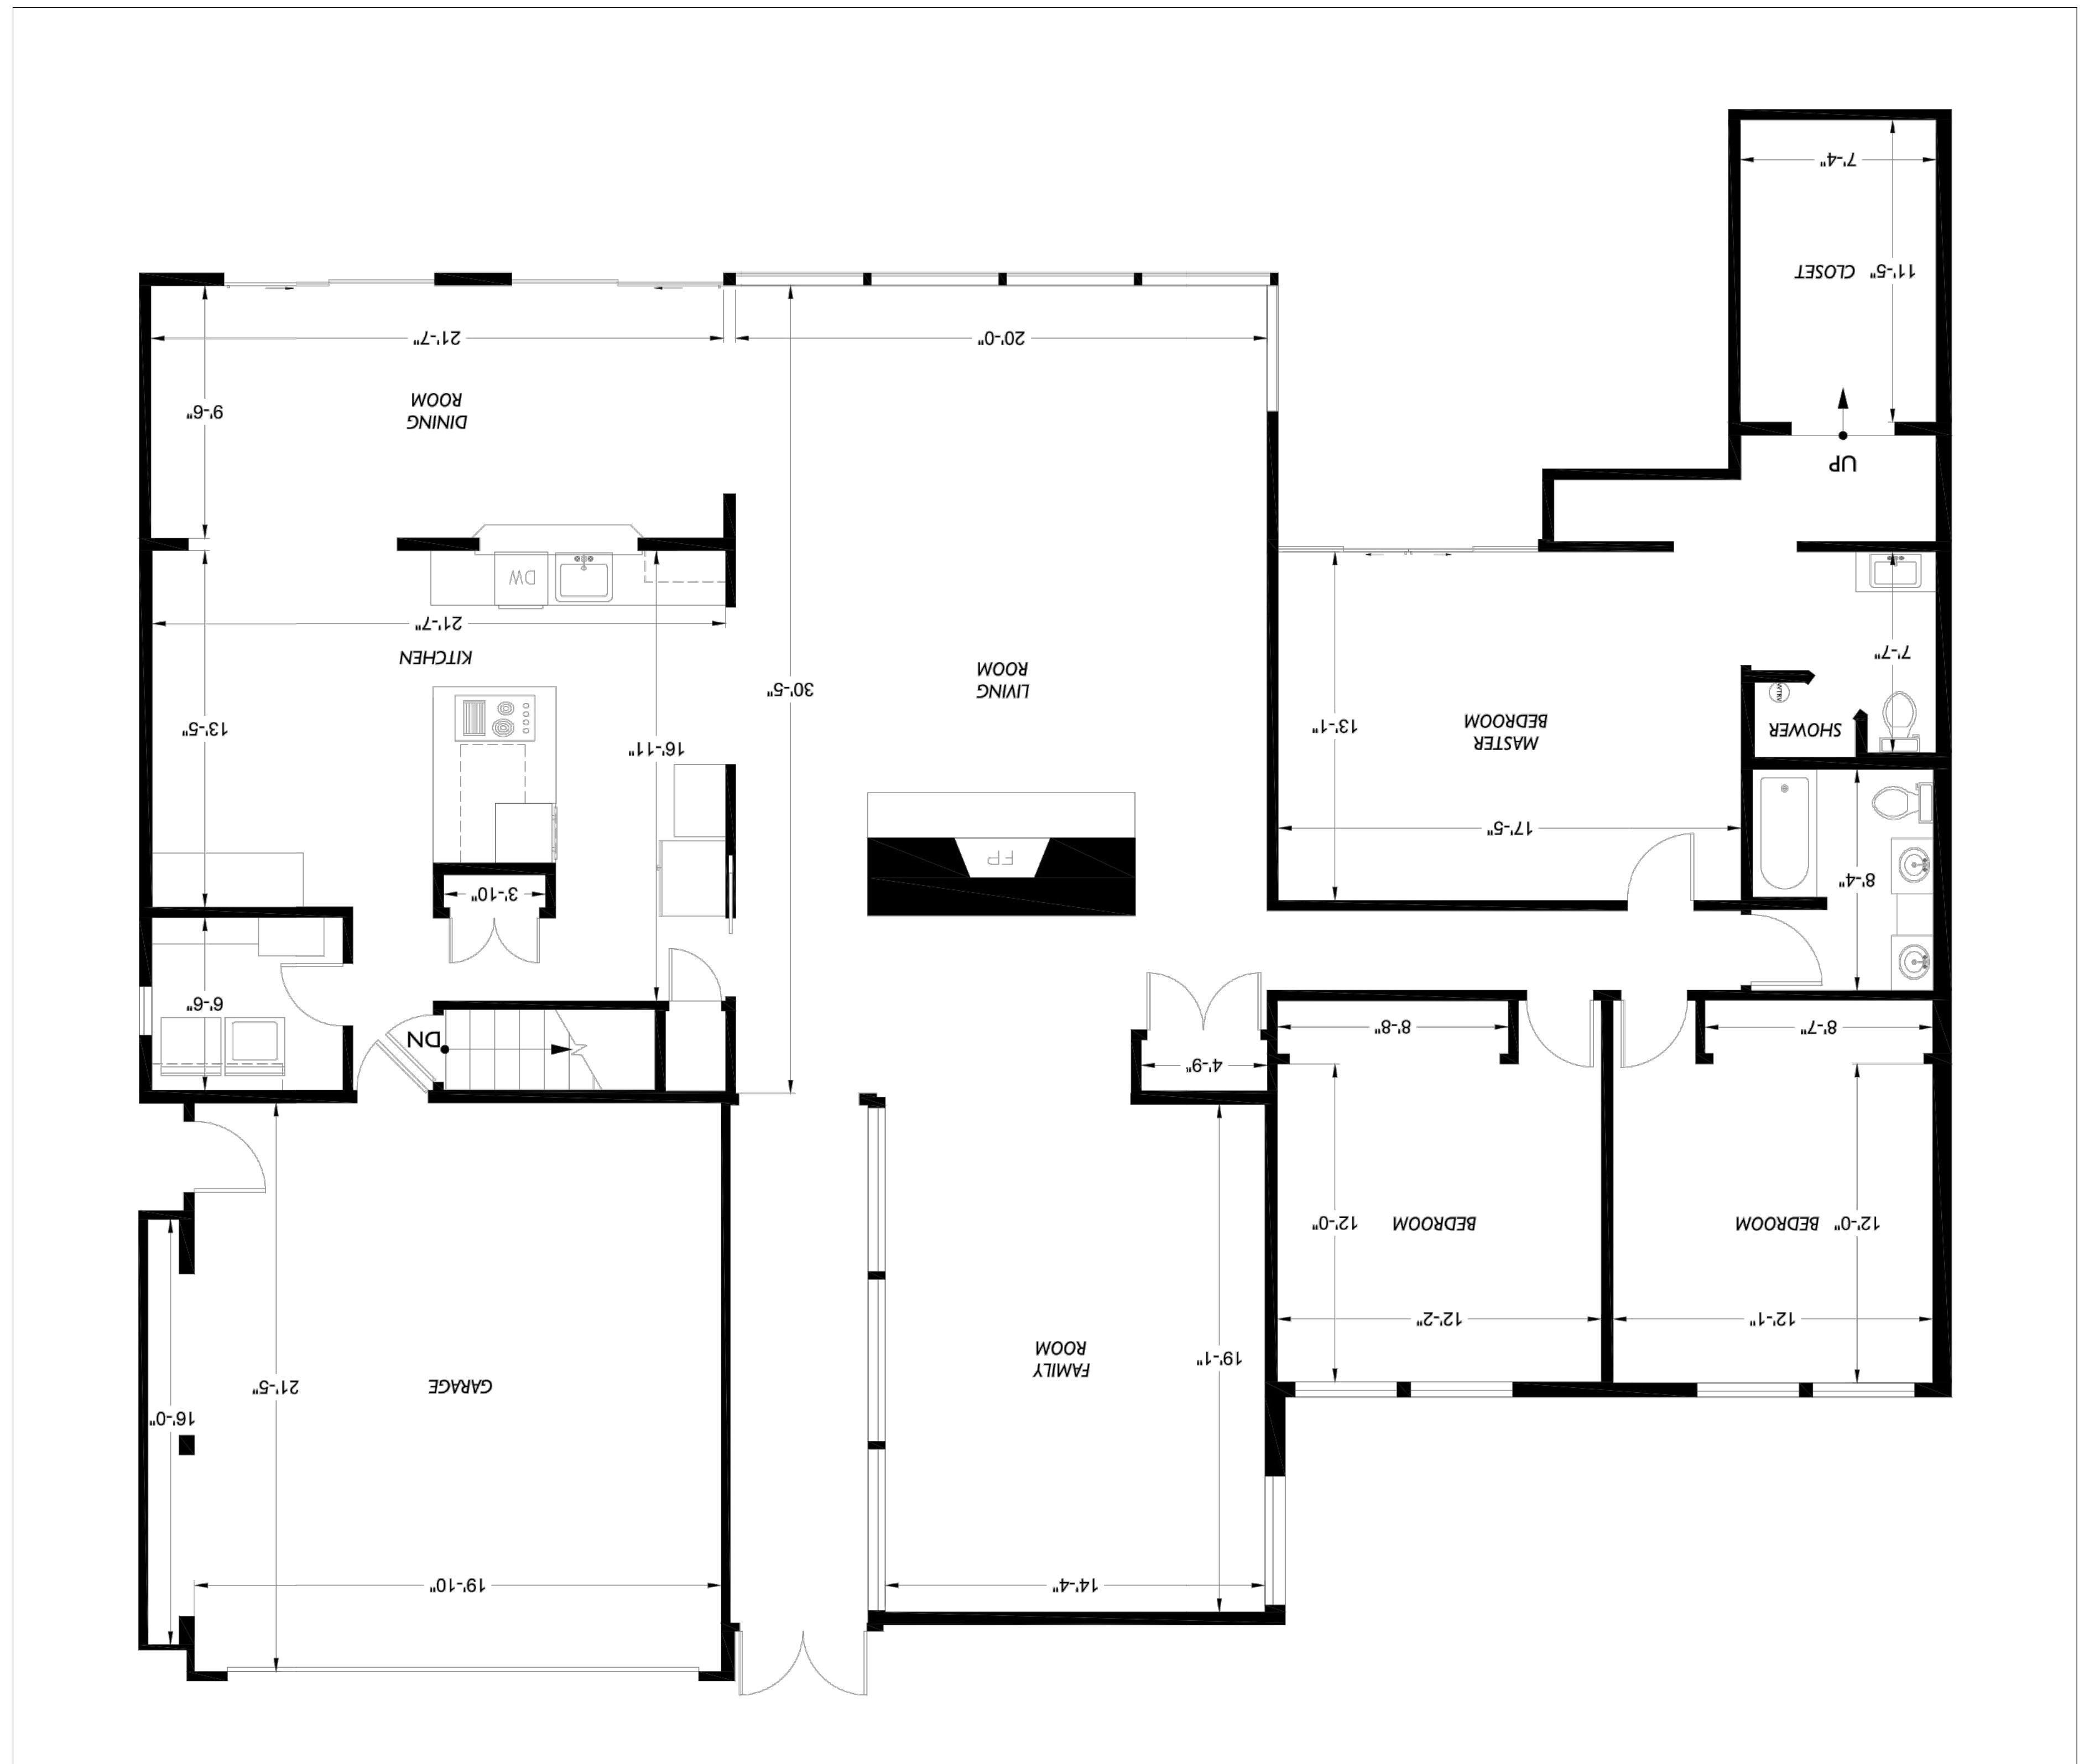 14'-4"
19'-10"
16'-0"
GARAGE
21'-5"
19'-1"
FAMILY
ROOM
12'-1"
12'-2"
12'-0"
BEDROOM
BEDROOM
12'-0"
4'-9"
DN
8'-7"
8'-8"
6'-6"
3'-10"
8'-4"
17'-5"
FP
16'-11"
SHOWER
13'-5"
MASTER
BEDROOM
13'-1"
LIVING
ROOM
30'-5"
7'-7"
KITCHEN
21'-7"
DW
UP
DINING
ROOM
9'-6"
20'-0"
21'-7"
11'-5"
CLOSET
7'-4"